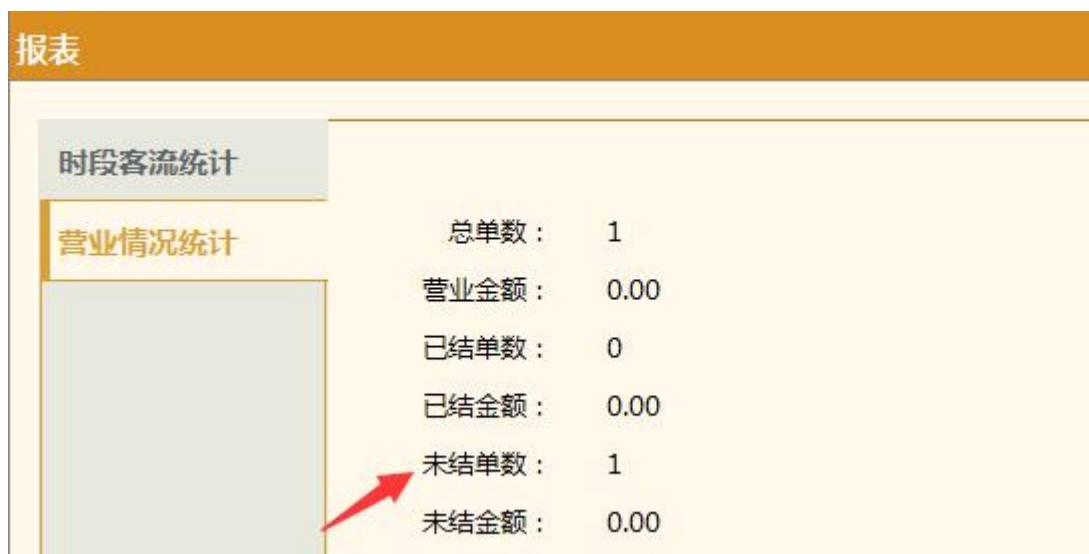 报表
时段客流统计
营业情况统计
总单数： 1
营业金额： 0.00
已结单数： 0
已结金额： 0.00
未结单数： 1
未结金额： 0.00